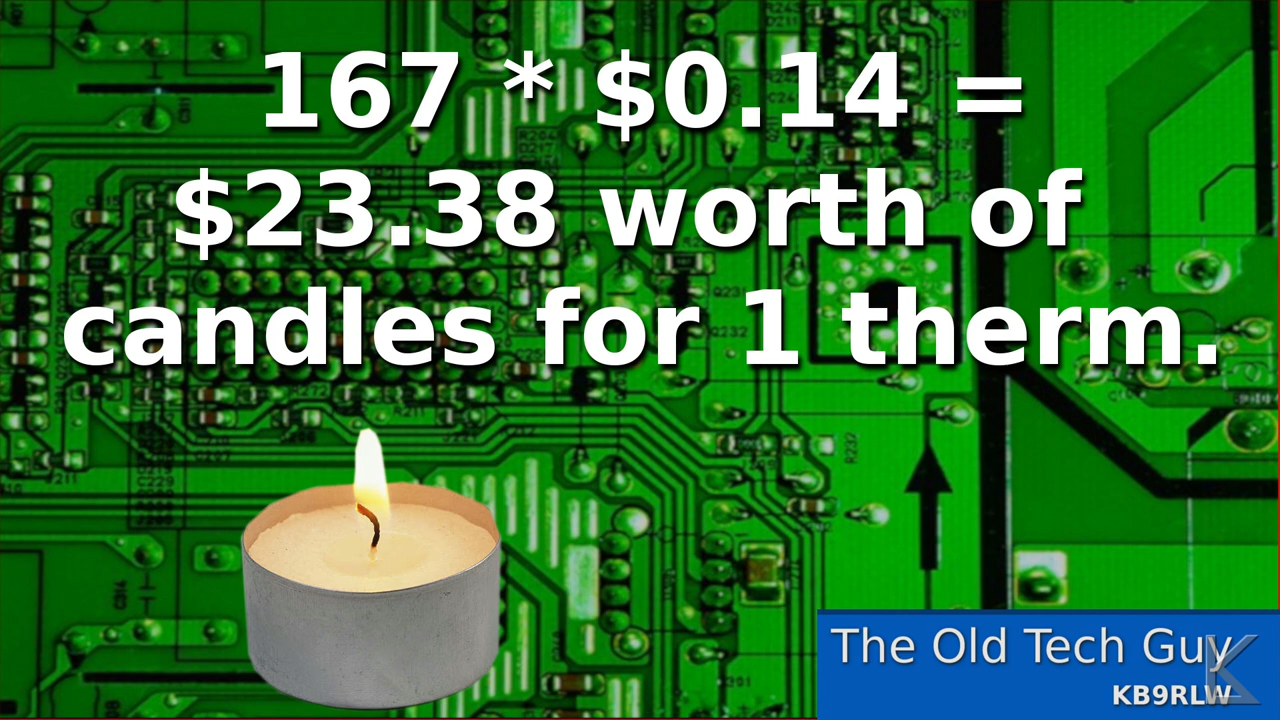 167 * $0.14 =
$23.38 worth of
candles for 1 therm.
The Old Tech Guy
KB9RLW